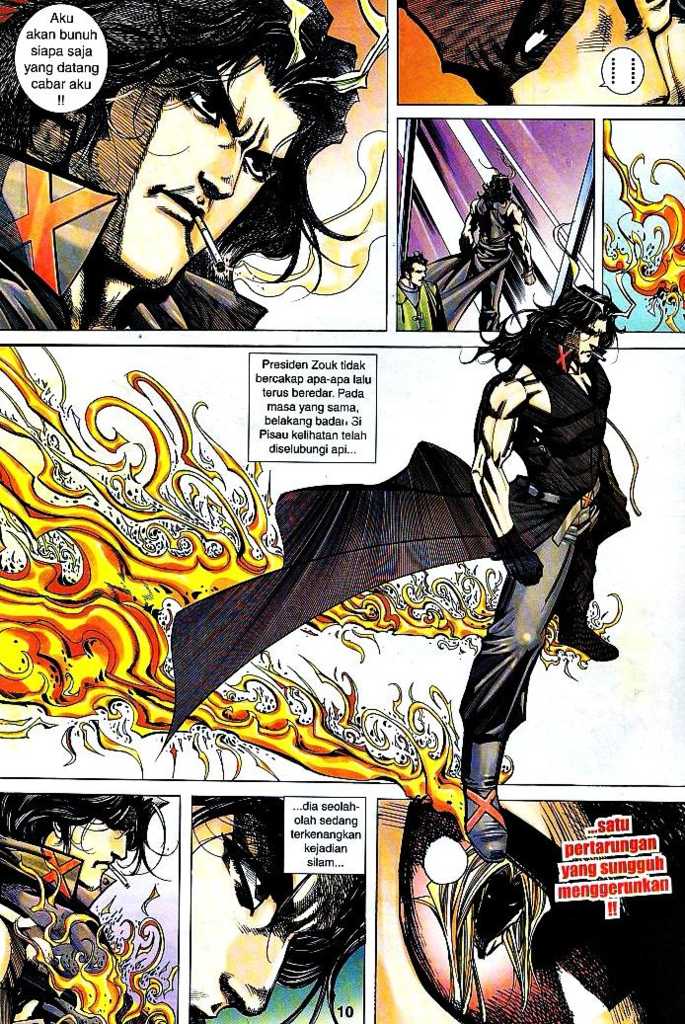 Aku
akan bunuh
siapa saja
yang datang
cabar aku
!!
Presiden Zouk tidak
bercakap apa-apa lalu
terus beredar. Pada
masa yang sama,
belakang badan Si
Pisau kelihatan telah
diselubungi api...
...dia seolah-
olah sedang
terkenangkan
kejadian
silam...
...satu
pertarungan
yang sungguh
menggerunkan
!!
10